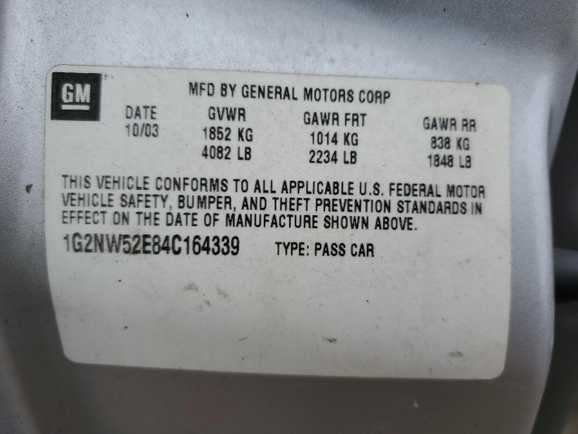 GM
MFD BY GENERAL MOTORS CORP
DATE GVWR GAWR FRT GAWR RR
10/03 1852 KG 1014 KG 838 KG
4082 LB 2234 LB 1848 LB
THIS VEHICLE CONFORMS TO ALL APPLICABLE U.S. FEDERAL MOTOR
VEHICLE SAFETY, BUMPER, AND THEFT PREVENTION STANDARDS IN
EFFECT ON THE DATE OF MANUFACTURE SHOWN ABOVE.
1G2NW52E84C164339 TYPE: PASS CAR